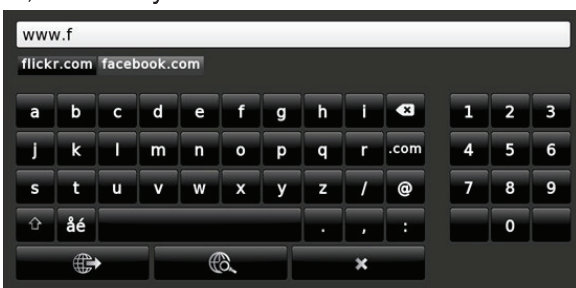 www.f
flickr.com facebook.com
a b c d e f g h i 1 2 3
j k l m n o p q r .com 4 5 6
s t u v w x y z / @ 7 8 9
åé . , : 0